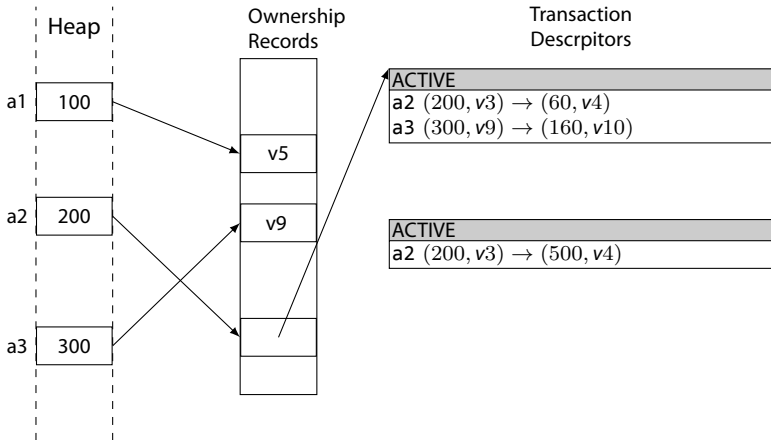 Heap
Ownership
Records
Transaction
Descrpitors
a1
100
v5
ACTIVE
a2 (200, v3) → (60, v4)
a3 (300, v9) → (160, v10)
a2
200
v9
ACTIVE
a2 (200, v3) → (500, v4)
a3
300